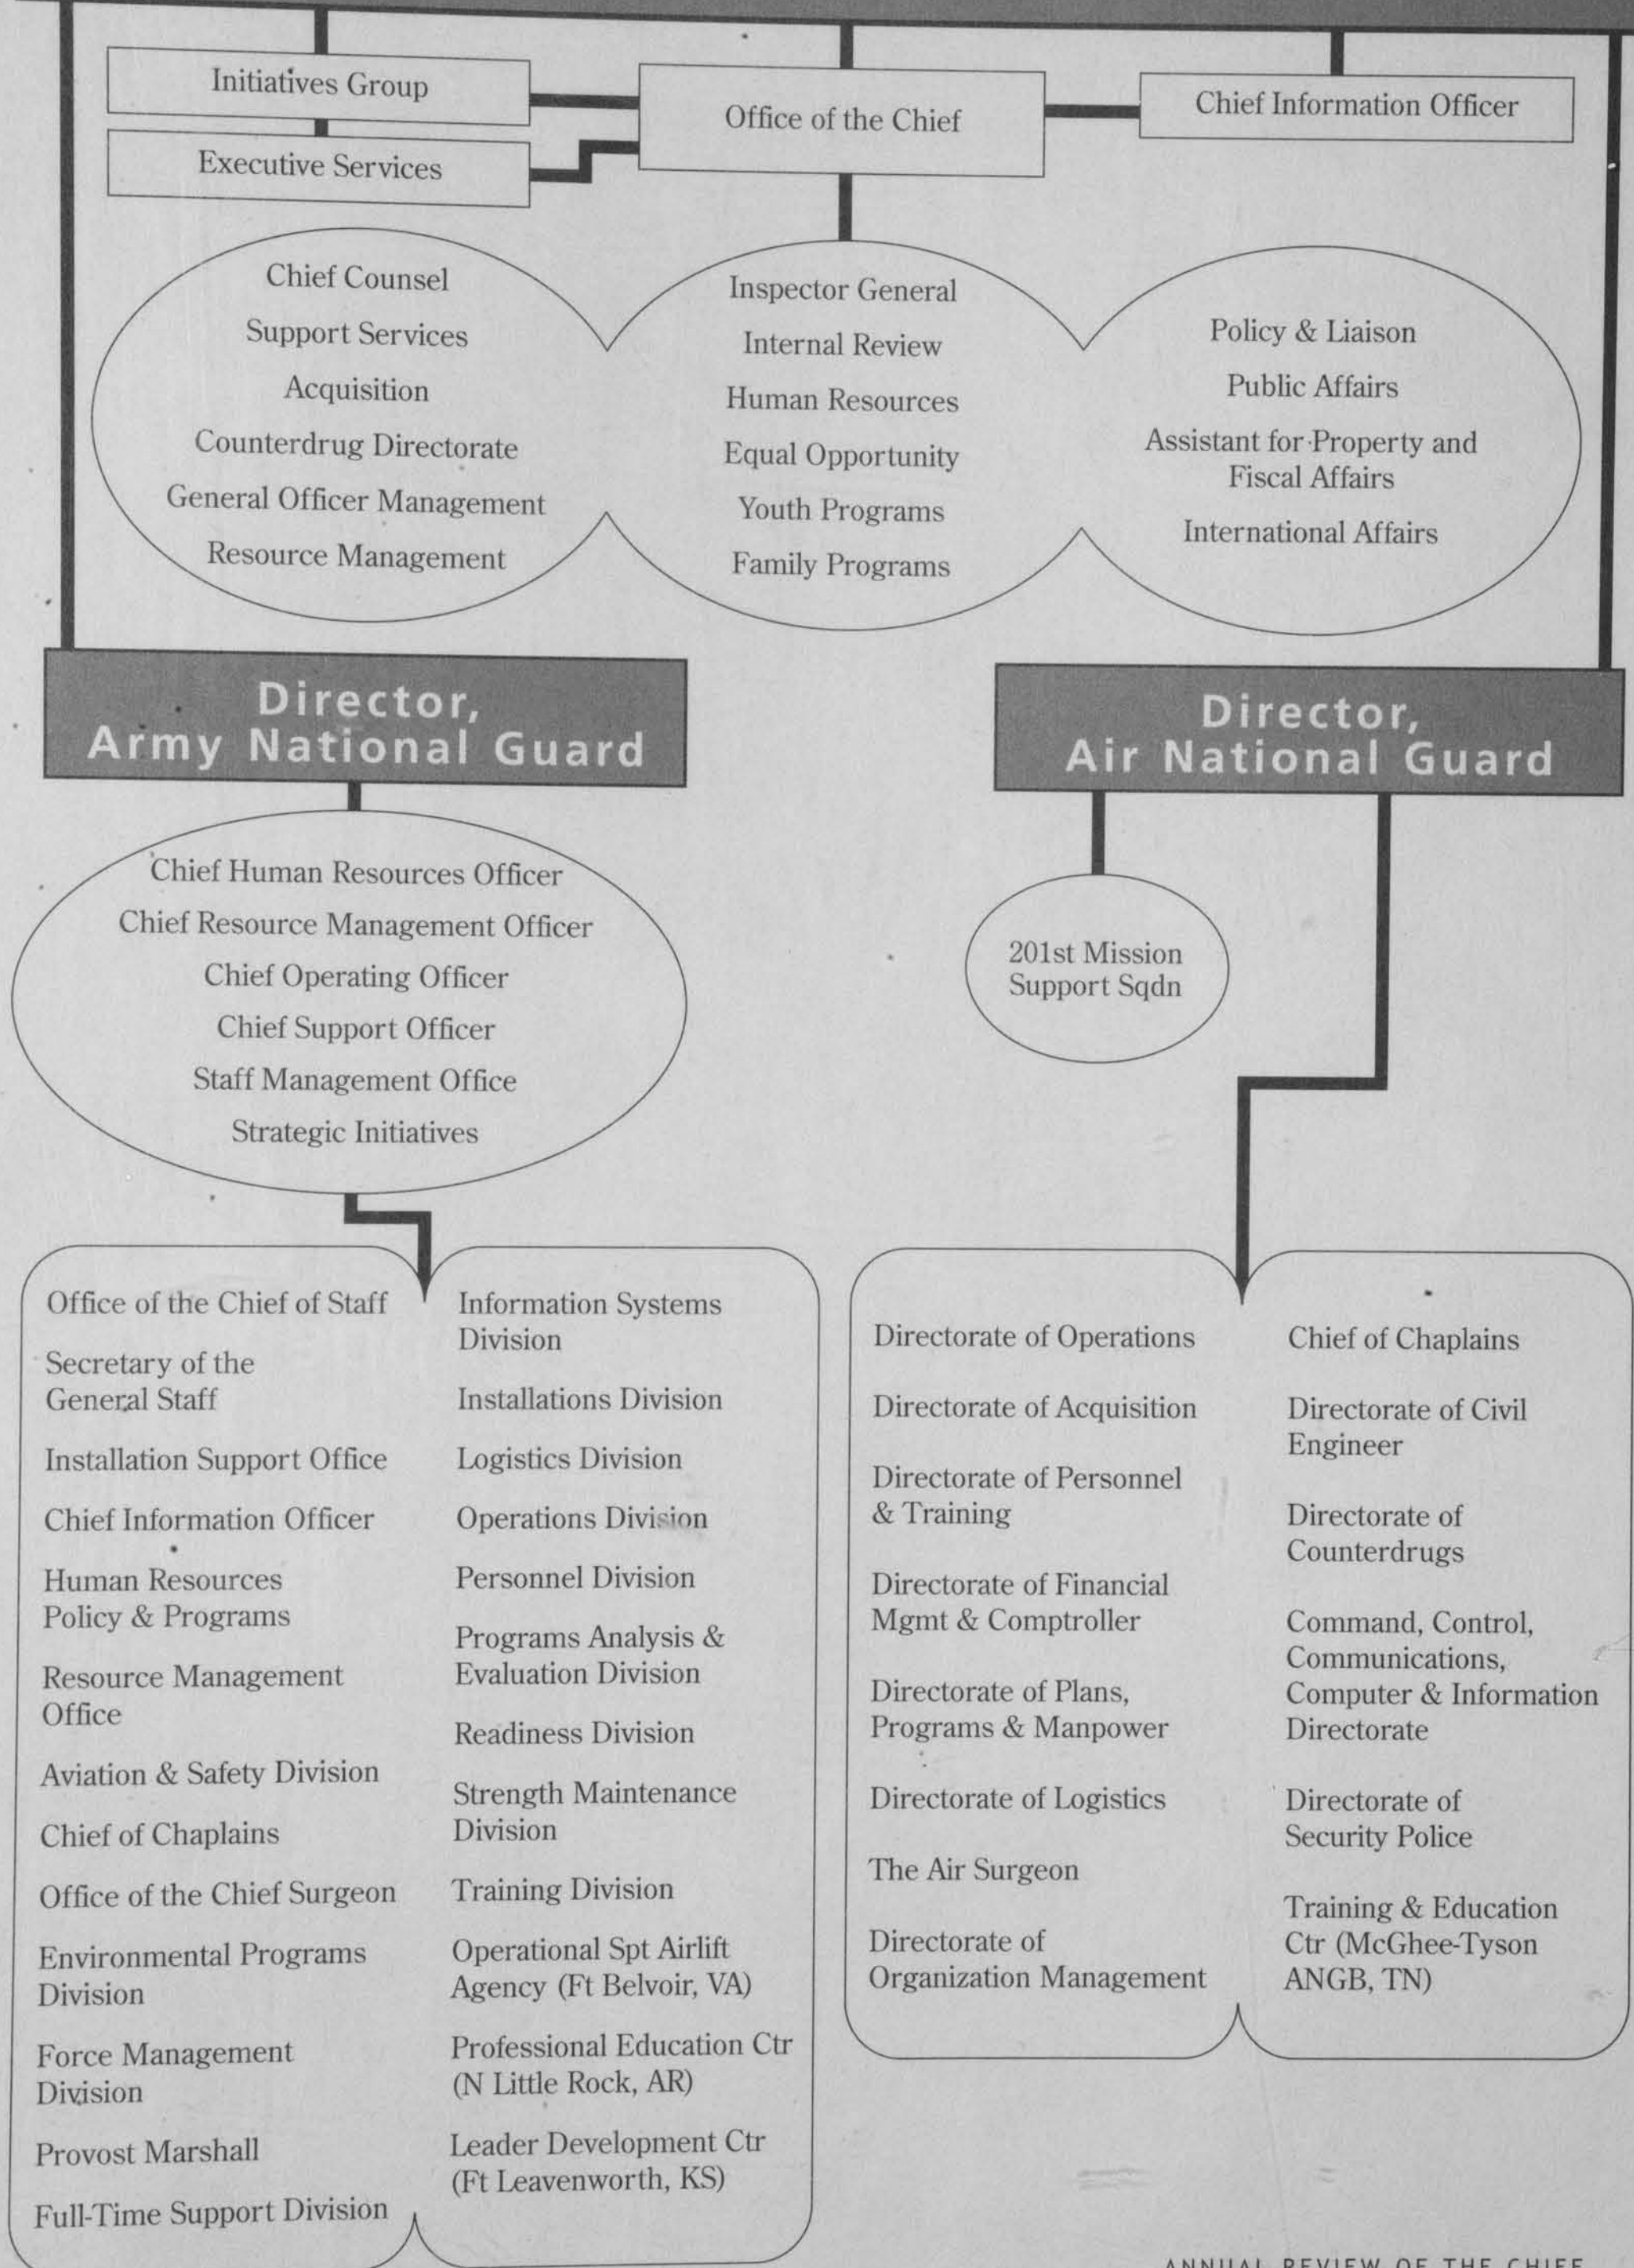 Initiatives Group
Executive Services
Office of the Chief
Chief Information Officer
Chief Counsel
Support Services
Acquisition
Counterdrug Directorate
General Officer Management
Resource Management
Inspector General
Internal Review
Human Resources
Equal Opportunity
Youth Programs
Family Programs
Policy & Liaison
Public Affairs
Assistant for Property and
Fiscal Affairs
International Affairs
Director,
Army National Guard
Director,
Air National Guard
Chief Human Resources Officer
Chief Resource Management Officer
Chief Operating Officer
Chief Support Officer
Staff Management Office
Strategic Initiatives
201st Mission
Support Sqdn
Office of the Chief of Staff
Secretary of the
General Staff
Installation Support Office
Chief Information Officer
Human Resources
Policy & Programs
Resource Management
Office
Aviation & Safety Division
Chief of Chaplains
Office of the Chief Surgeon
Environmental Programs
Division
Force Management
Division
Provost Marshall
Full-Time Support Division
Information Systems
Division
Installations Division
Logistics Division
Operations Division
Personnel Division
Programs Analysis &
Evaluation Division
Readiness Division
Strength Maintenance
Division
Training Division
Operational Spt Airlift
Agency (Ft Belvoir, VA)
Professional Education Ctr
(N Little Rock, AR)
Leader Development Ctr
(Ft Leavenworth, KS)
Directorate of Operations
Directorate of Acquisition
Directorate of Personnel
& Training
Directorate of Financial
Mgmt & Comptroller
Directorate of Plans,
Programs & Manpower
Directorate of Logistics
The Air Surgeon
Directorate of
Organization Management
Chief of Chaplains
Directorate of Civil
Engineer
Directorate of
Counterdrugs
Command, Control,
Communications,
Computer & Information
Directorate
Directorate of
Security Police
Training & Education
Ctr (McGhee-Tyson
ANGB, TN)
ANNUAL REVIEW OF THE CHIEF